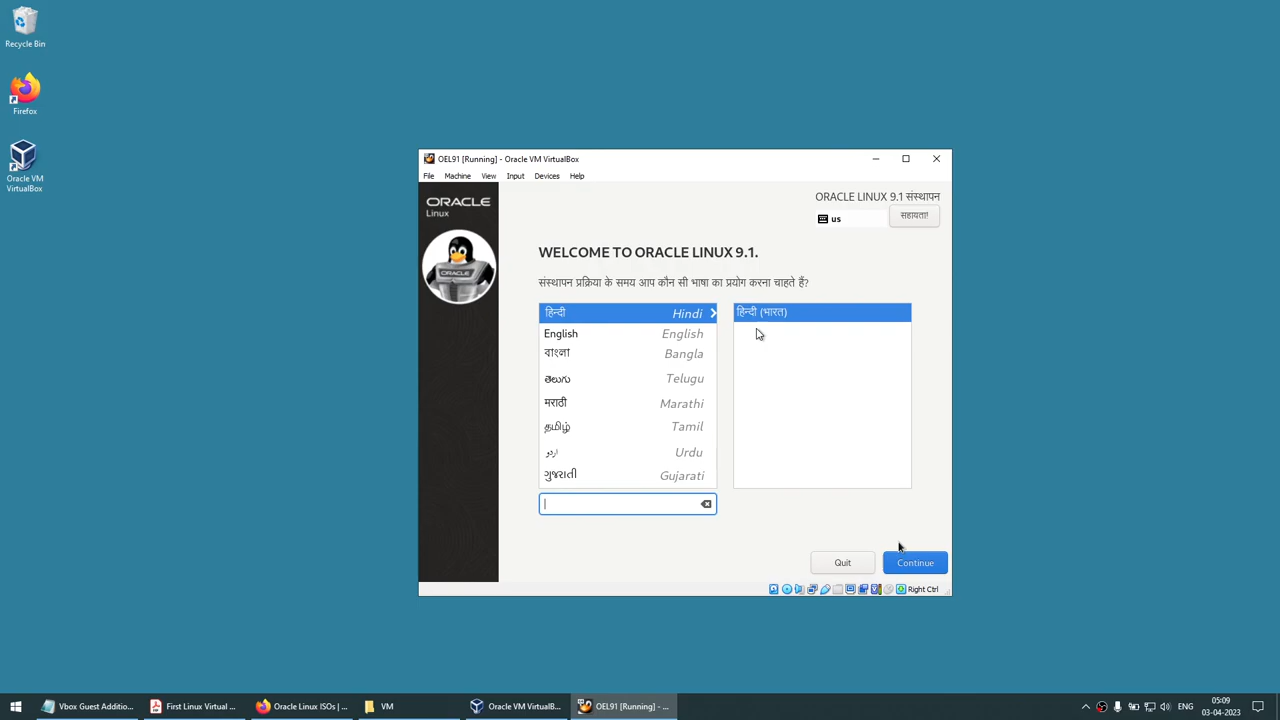 Recycle Bin
Firefox
Oracle VM
VirtualBox
OEL91 [Running] - Oracle VM VirtualBox
File Machine View Input Devices Help
ORACLE
Linux
ORACLE
ORACLE LINUX 9.1 संस्थापन
us
सहायता!
WELCOME TO ORACLE LINUX 9.1.
संस्थापन प्रक्रिया के समय आप कौन सी भाषा का प्रयोग करना चाहते हैं?
हिन्दी Hindi
English English
বাংলা Bangla
తెలుగు Telugu
मराठी Marathi
தமிழ் Tamil
اردو Urdu
ગુજરાતી Gujarati
हिन्दी (भारत)
Quit
Continue
Right Ctrl
Vbox Guest Additio...
First Linux Virtual ...
Oracle Linux ISOs | ...
VM
Oracle VM VirtualB...
OEL91 [Running] - ...
ENG
05:09
03-04-2023